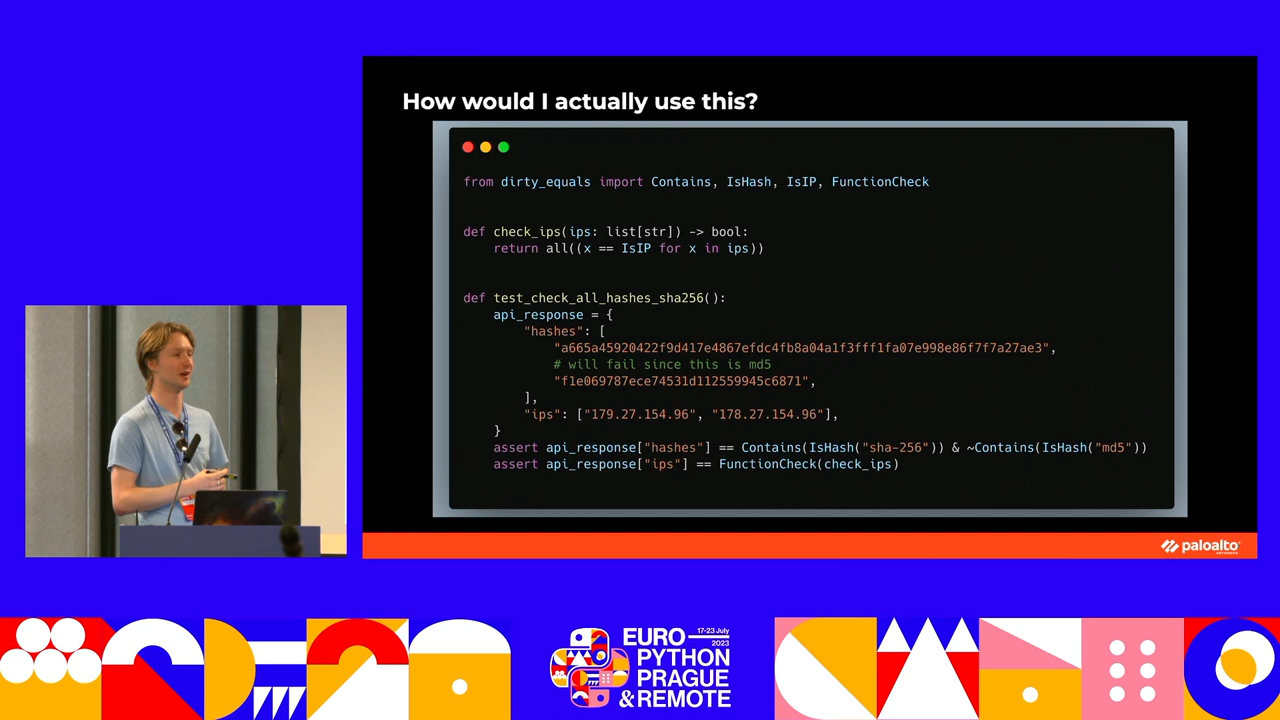 How would I actually use this?
from dirty_equals import Contains, IsHash, IsIP, FunctionCheck
def check_ips(ips: list[str]) -> bool:
    return all((x == IsIP for x in ips))
def test_check_all_hashes_sha256():
    api_response = {
        "hashes": [
            "a665a45920422f9d417e4867efdc4fb8a04a1f3fff1fa07e998e86f7f7a27ae3",
            # will fail since this is md5
            "f1e069787ece74531d112559945c6871",
        ],
        "ips": ["179.27.154.96", "178.27.154.96"],
    }
    assert api_response["hashes"] == Contains(IsHash("sha-256")) & ~Contains(IsHash("md5"))
    assert api_response["ips"] == FunctionCheck(check_ips)
paloalto
NETWORKS
17-23 July
2023
EURO
PYTHON
PRAGUE
& REMOTE